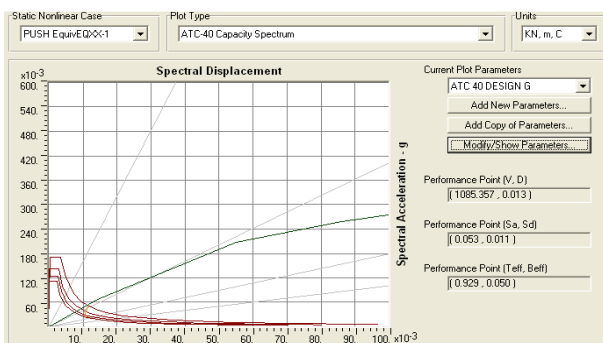 Static Nonlinear Case
PUSH EquivEQXX-1
Plot Type
ATC-40 Capacity Spectrum
Units
KN, m, C
Spectral Displacement
x10-3
600.
540.
480.
420.
360.
300.
240.
180.
120.
60.
10. 20. 30. 40. 50. 60. 70. 80. 90. 100. x10-3
Spectral Acceleration - g
Current Plot Parameters
ATC 40 DESIGN G
Add New Parameters...
Add Copy of Parameters...
Modify/Show Parameters...
Performance Point (V, D)
( 1085.357 , 0.013 )
Performance Point (Sa, Sd)
( 0.053 , 0.011 )
Performance Point (Teff, Beff)
( 0.929 , 0.050 )